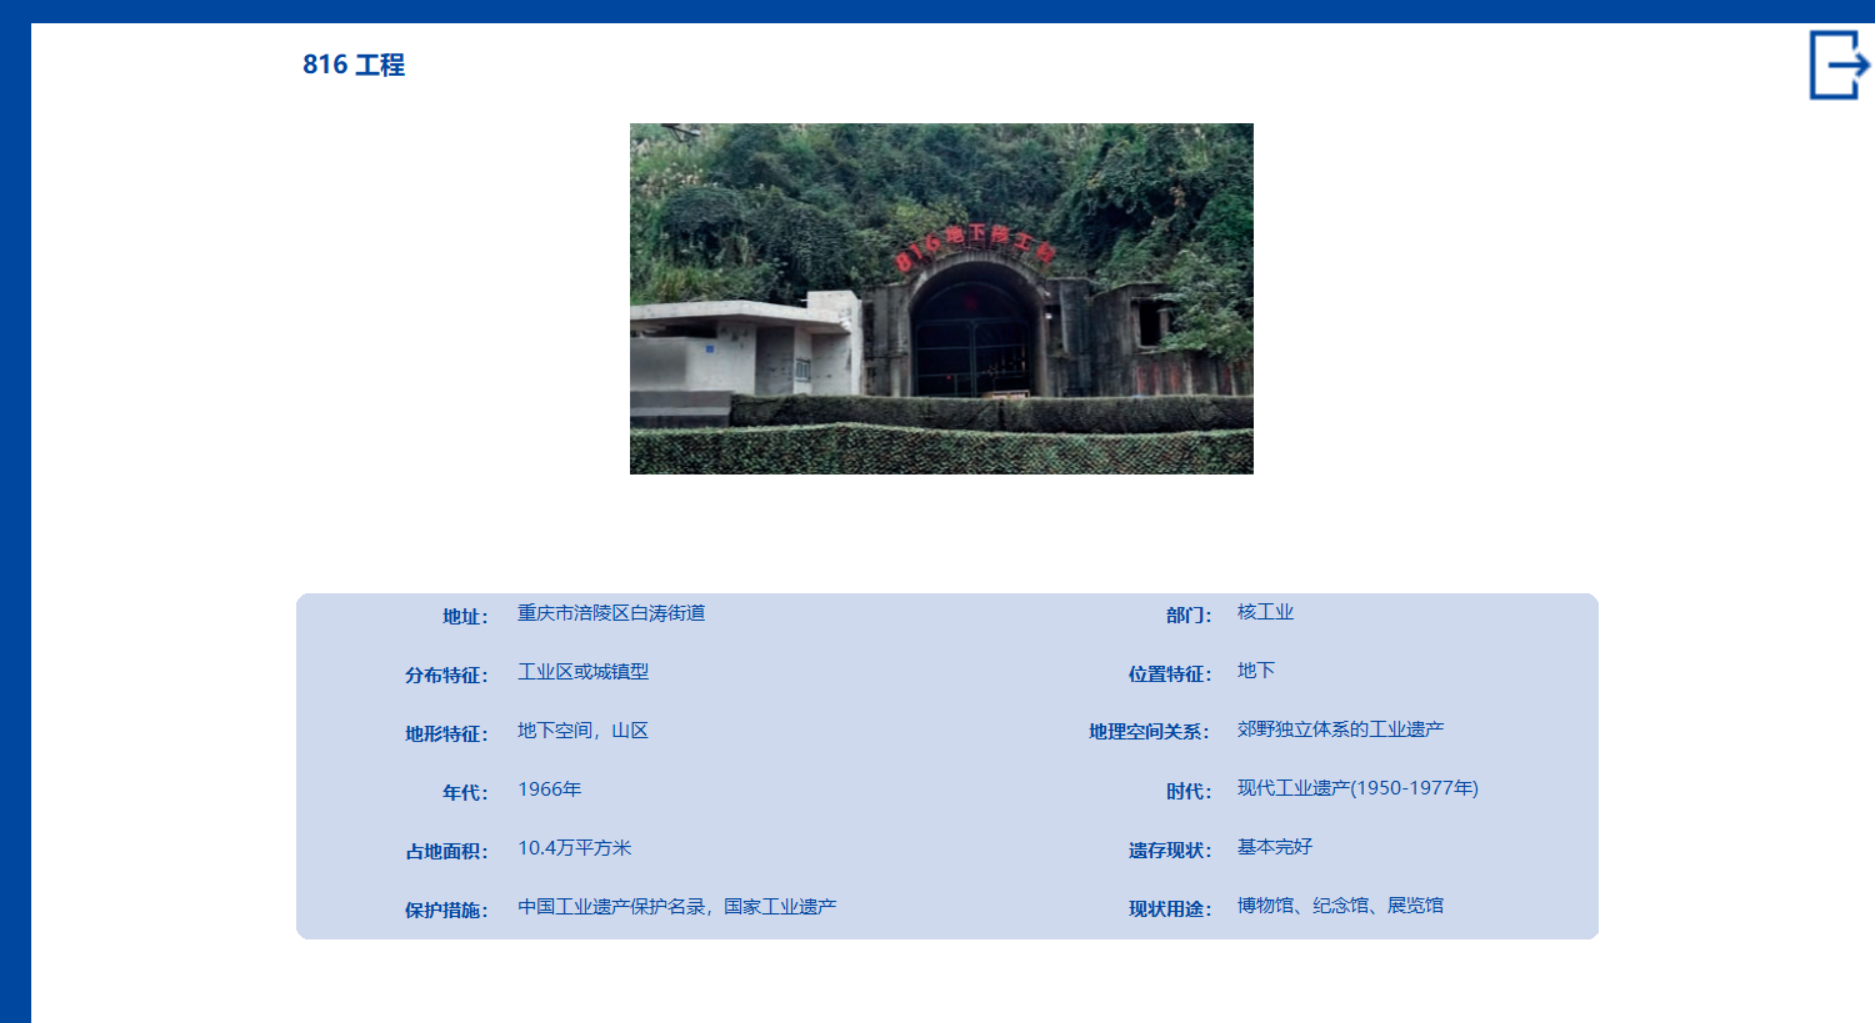 816 工程
816地下核工程
地址： 重庆市涪陵区白涛街道 部门： 核工业
分布特征： 工业区或城镇型 位置特征： 地下
地形特征： 地下空间，山区 地理空间关系： 郊野独立体系的工业遗产
年代： 1966年 时代： 现代工业遗产(1950-1977年)
占地面积： 10.4万平方米 遗存现状： 基本完好
保护措施： 中国工业遗产保护名录，国家工业遗产 现状用途： 博物馆、纪念馆、展览馆